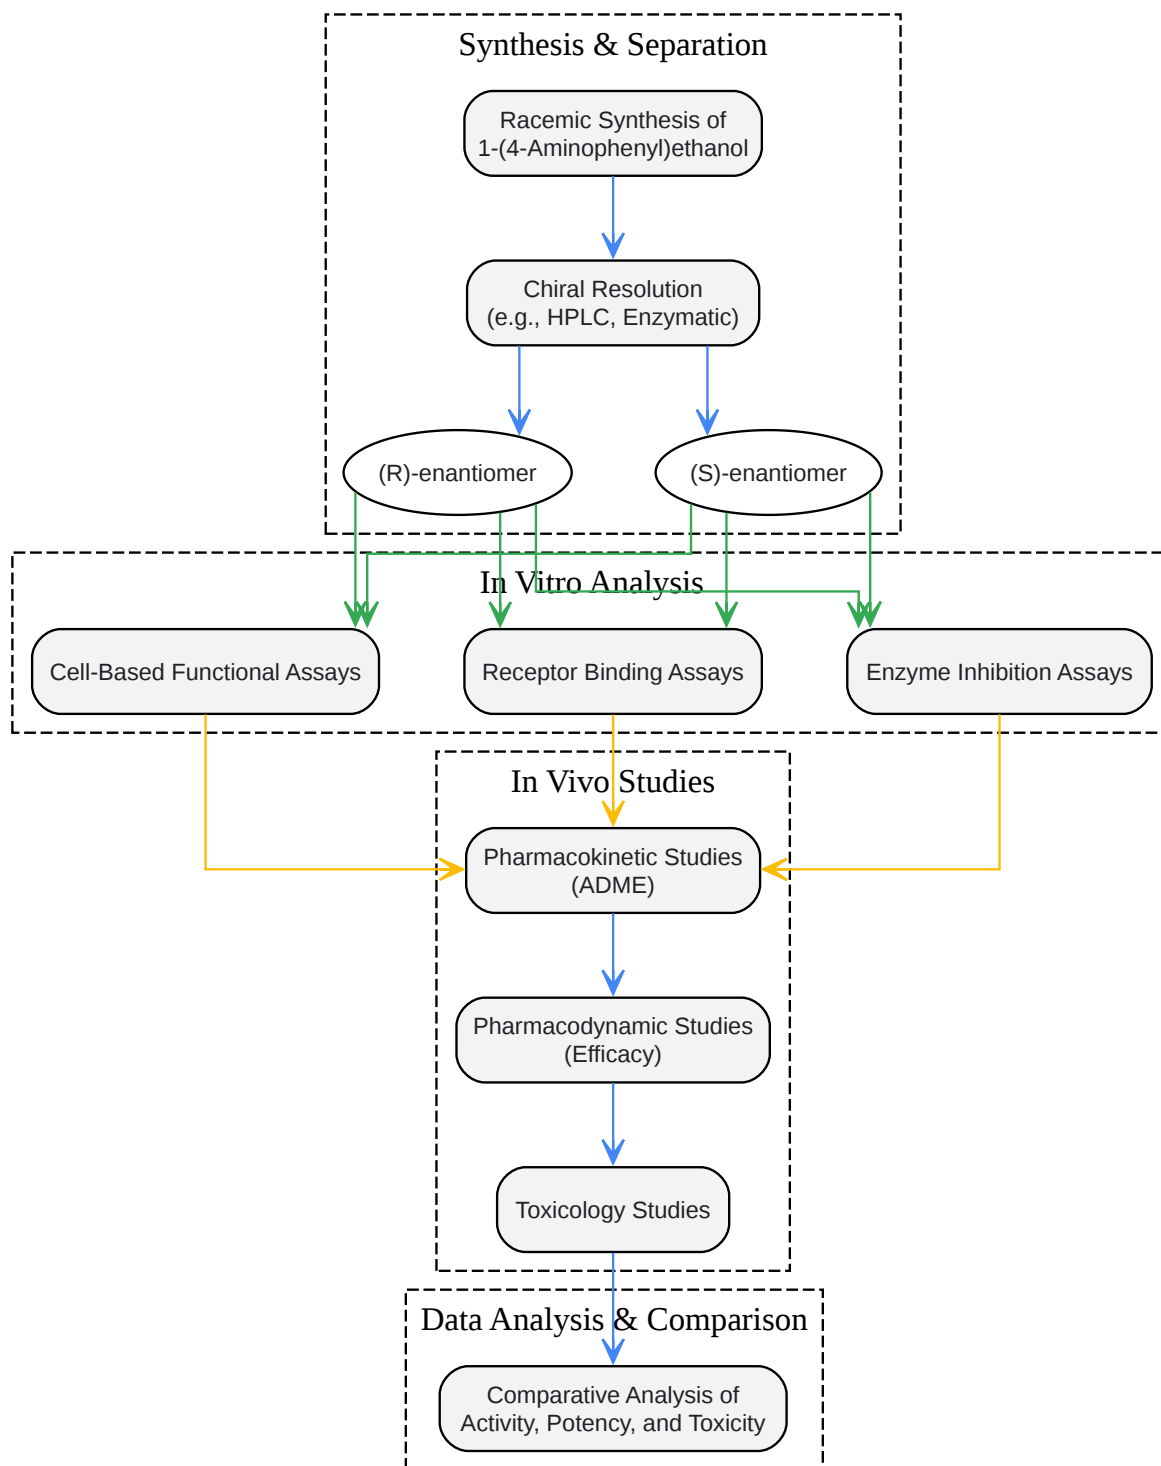 Synthesis & Separation
Racemic Synthesis of
1-(4-Aminophenyl)ethanol
Chiral Resolution
(e.g., HPLC, Enzymatic)
(R)-enantiomer
(S)-enantiomer
In Vitro Analysis
Cell-Based Functional Assays
Receptor Binding Assays
Enzyme Inhibition Assays
In Vivo Studies
Pharmacokinetic Studies
(ADME)
Pharmacodynamic Studies
(Efficacy)
Toxicology Studies
Data Analysis & Comparison
Comparative Analysis of
Activity, Potency, and Toxicity